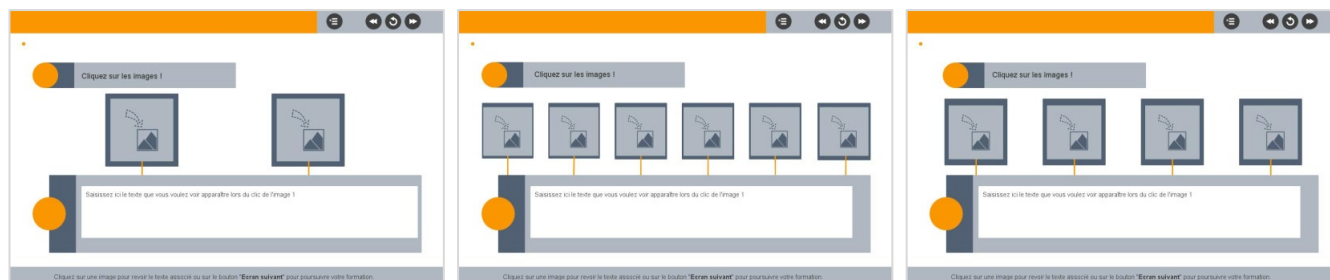 Cliquez sur les images !
Saisissez ici le texte que vous voulez voir apparaître lors du clic de l'image 1
Cliquez sur une image pour revoir le texte associé ou sur le bouton "Ecran suivant" pour poursuivre votre formation.
Cliquez sur les images !
Saisissez ici le texte que vous voulez voir apparaître lors du clic de l'image 1
Cliquez sur une image pour revoir le texte associé ou sur le bouton "Ecran suivant" pour poursuivre votre formation.
Cliquez sur les images !
Saisissez ici le texte que vous voulez voir apparaître lors du clic de l'image 1
Cliquez sur une image pour revoir le texte associé ou sur le bouton "Ecran suivant" pour poursuivre votre formation.